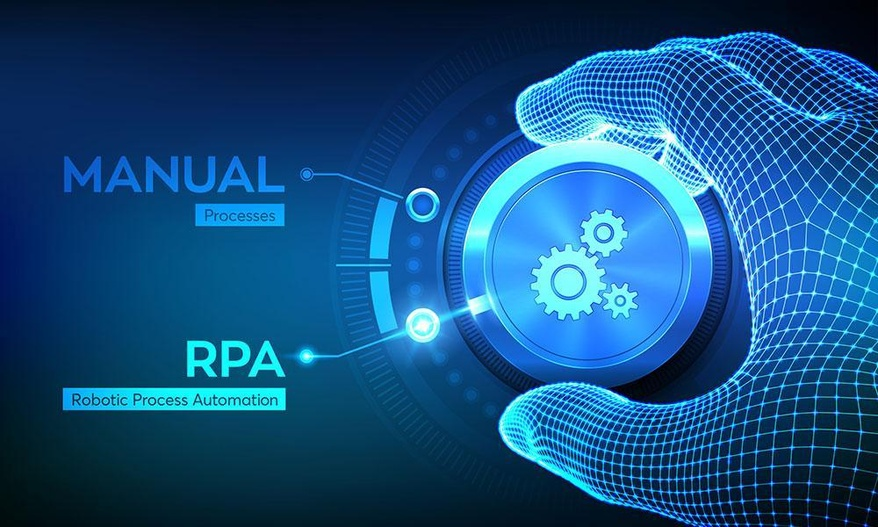 MANUAL
Processes
RPA
Robotic Process Automation